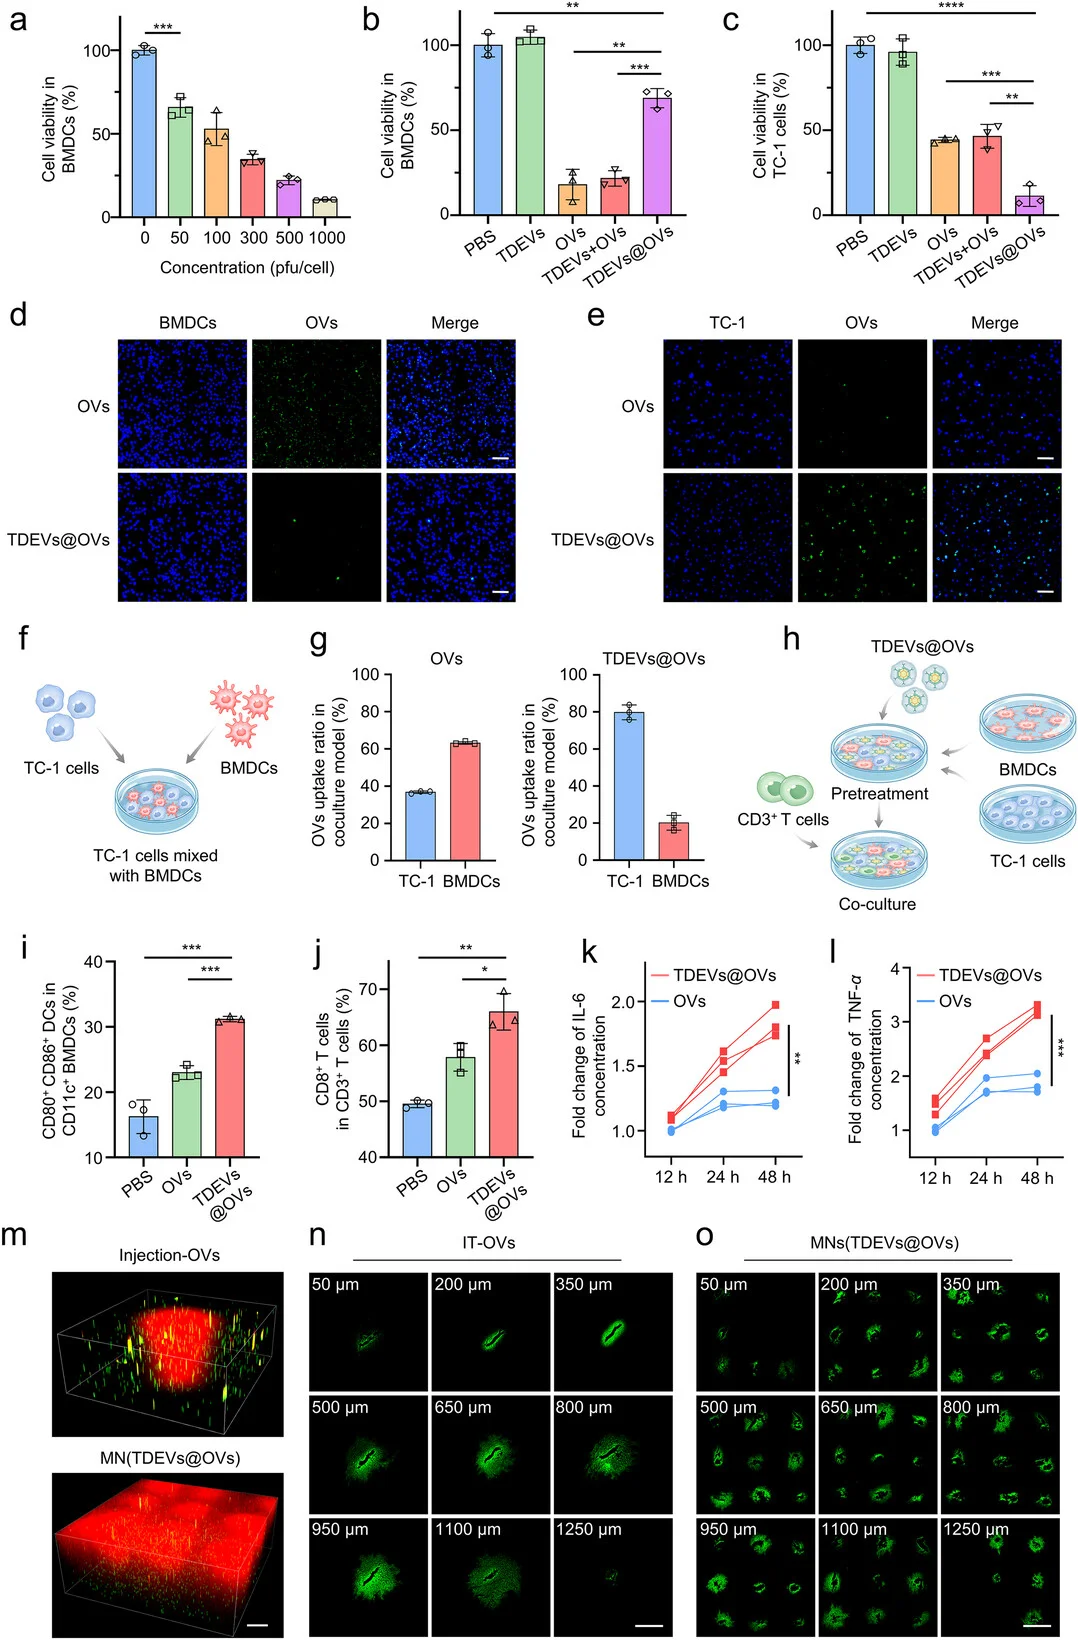 a
Cell viability in
BMDCs (%)
100
50
0
***
0 50 100 300 500 1000
Concentration (pfu/cell)
b
Cell viability in
BMDCs (%)
100
50
0
**
**
***
PBS
TDEVs
OVs
TDEVs+OVs
TDEVs@OVs
c
Cell viability in
TC-1 cells (%)
100
50
0
****
***
**
PBS
TDEVs
OVs
TDEVs+OVs
TDEVs@OVs
d
BMDCs OVs Merge
OVs
TDEVs@OVs
e
TC-1 OVs Merge
OVs
TDEVs@OVs
f
TC-1 cells
BMDCs
TC-1 cells mixed
with BMDCs
g
OVs
OVs uptake ratio in
coculture model (%)
100
80
60
40
20
0
TC-1 BMDCs
TDEVs@OVs
OVs uptake ratio in
coculture model (%)
100
80
60
40
20
0
TC-1 BMDCs
h
TDEVs@OVs
BMDCs
Pretreatment
CD3⁺ T cells
TC-1 cells
Co-culture
i
CD80⁺ CD86⁺ DCs in
CD11c⁺ BMDCs (%)
40
30
20
10
***
***
PBS
OVs
TDEVs
@OVs
j
CD8⁺ T cells
in CD3⁺ T cells (%)
70
60
50
40
**
*
PBS
OVs
TDEVs
@OVs
k
Fold change of IL-6
concentration
TDEVs@OVs
OVs
2.0
1.5
1.0
**
12 h 24 h 48 h
l
Fold change of TNF-α
concentration
TDEVs@OVs
OVs
4
3
2
1
***
12 h 24 h 48 h
m
Injection-OVs
MN(TDEVs@OVs)
n
IT-OVs
50 μm 200 μm 350 μm
500 μm 650 μm 800 μm
950 μm 1100 μm 1250 μm
o
MNs(TDEVs@OVs)
50 μm 200 μm 350 μm
500 μm 650 μm 800 μm
950 μm 1100 μm 1250 μm